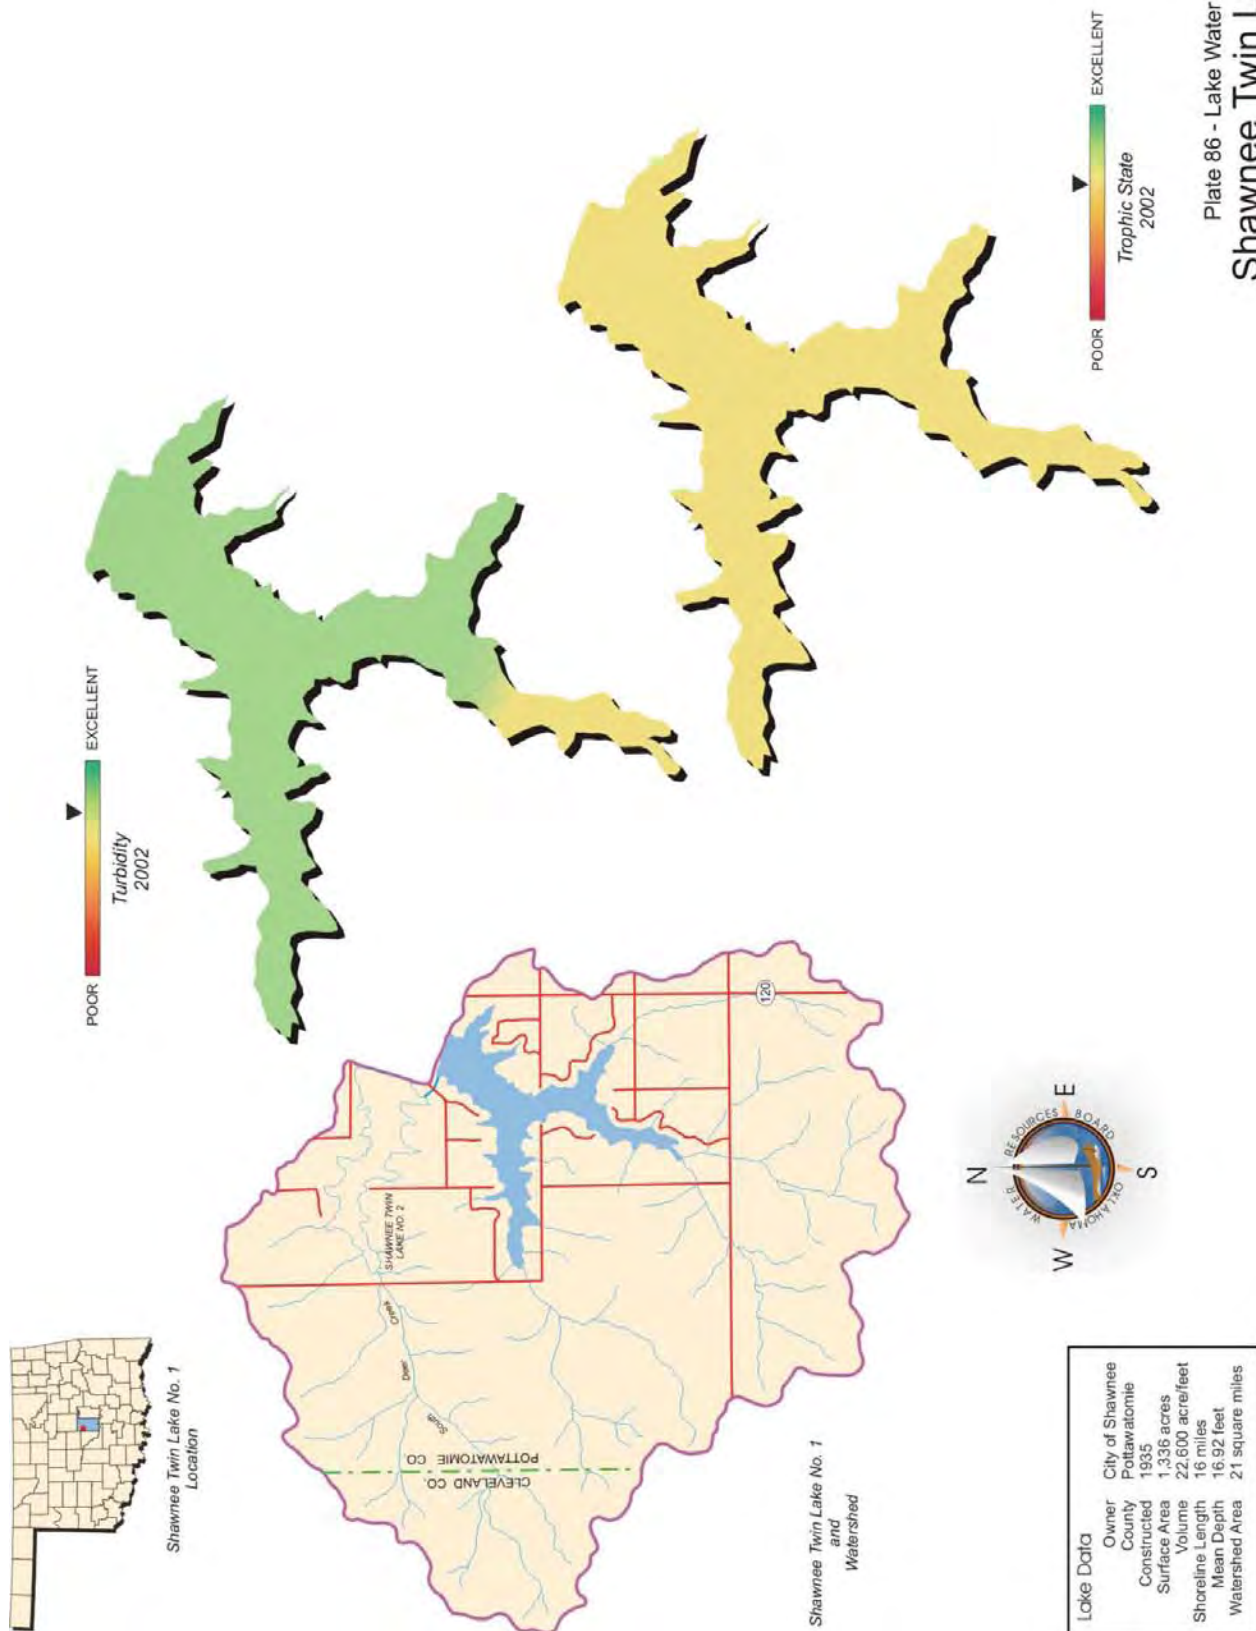 Shawnee Twin Lake No. 1
Location
POOR
EXCELLENT
Turbidity
2002
SHAWNEE TWIN
LAKE NO. 2
South
Deer
Creek
CLEVELAND CO.
POTTAWATOMIE CO.
120
Shawnee Twin Lake No. 1
and
Watershed
POOR
EXCELLENT
Trophic State
2002
N
W
E
S
OKLAHOMA WATER RESOURCES BOARD
Lake Data
Owner City of Shawnee
County Pottawatomie
Constructed 1935
Surface Area 1,336 acres
Volume 22,600 acre/feet
Shoreline Length 16 miles
Mean Depth 16.92 feet
Watershed Area 21 square miles
Plate 86 - Lake Water
Shawnee Twin L